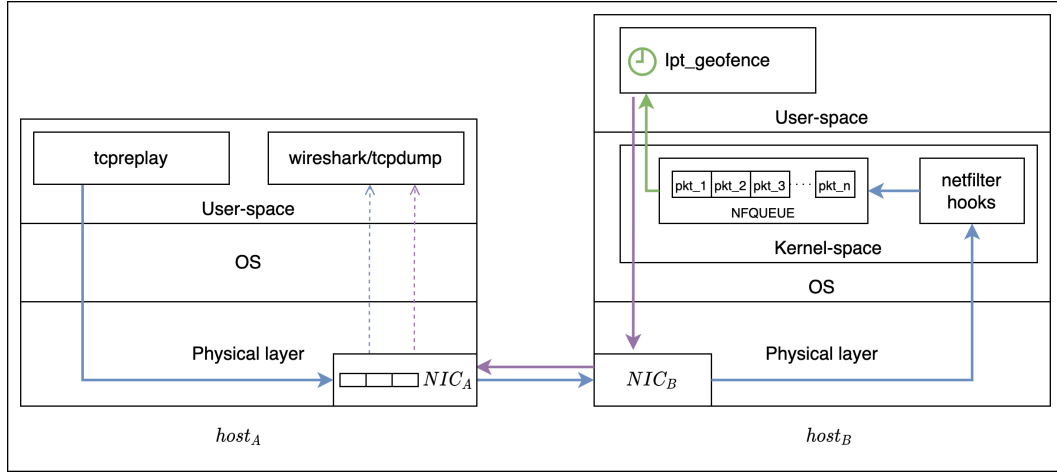 tcpreplay
wireshark/tcpdump
User-space
OS
Physical layer
NIC_A
host_A
lpt_geofence
User-space
pkt_1 pkt_2 pkt_3 ···· pkt_n
NFQUEUE
netfilter
hooks
Kernel-space
OS
Physical layer
NIC_B
host_B